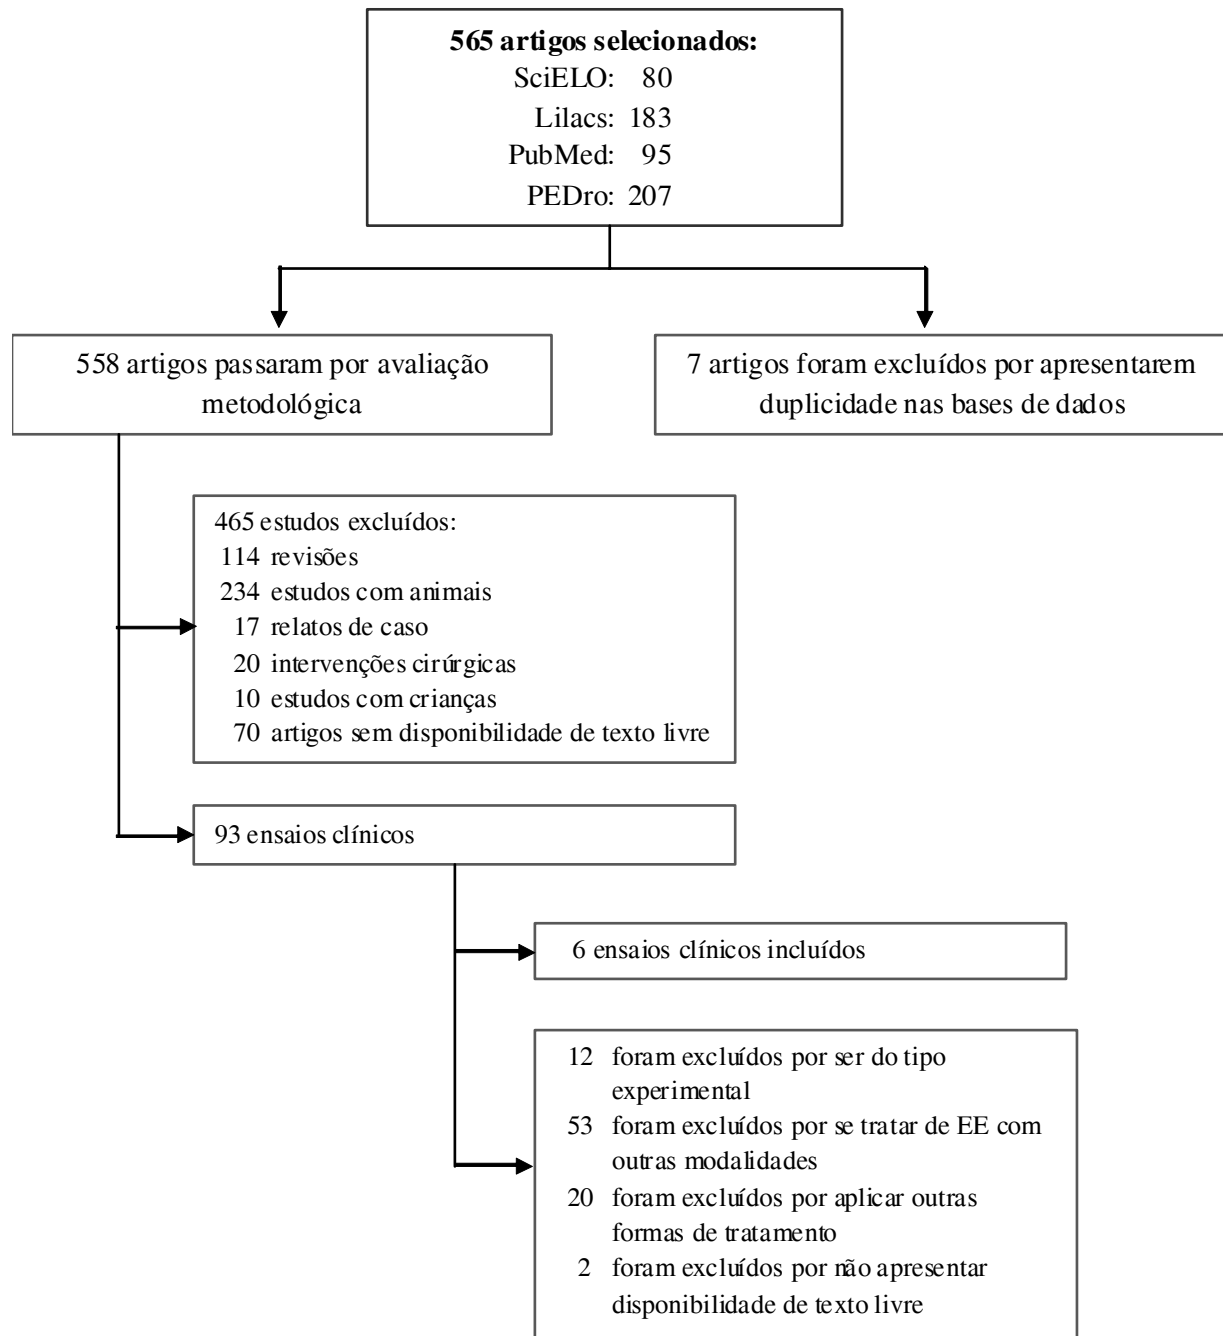 565 artigos selecionados:
SciELO: 80
Lilacs: 183
PubMed: 95
PEDro: 207
558 artigos passaram por avaliação
metodológica
7 artigos foram excluídos por apresentarem
duplicidade nas bases de dados
465 estudos excluídos:
114 revisões
234 estudos com animais
17 relatos de caso
20 intervenções cirúrgicas
10 estudos com crianças
70 artigos sem disponibilidade de texto livre
93 ensaios clínicos
6 ensaios clínicos incluídos
12 foram excluídos por ser do tipo
experimental
53 foram excluídos por se tratar de EE com
outras modalidades
20 foram excluídos por aplicar outras
formas de tratamento
2 foram excluídos por não apresentar
disponibilidade de texto livre